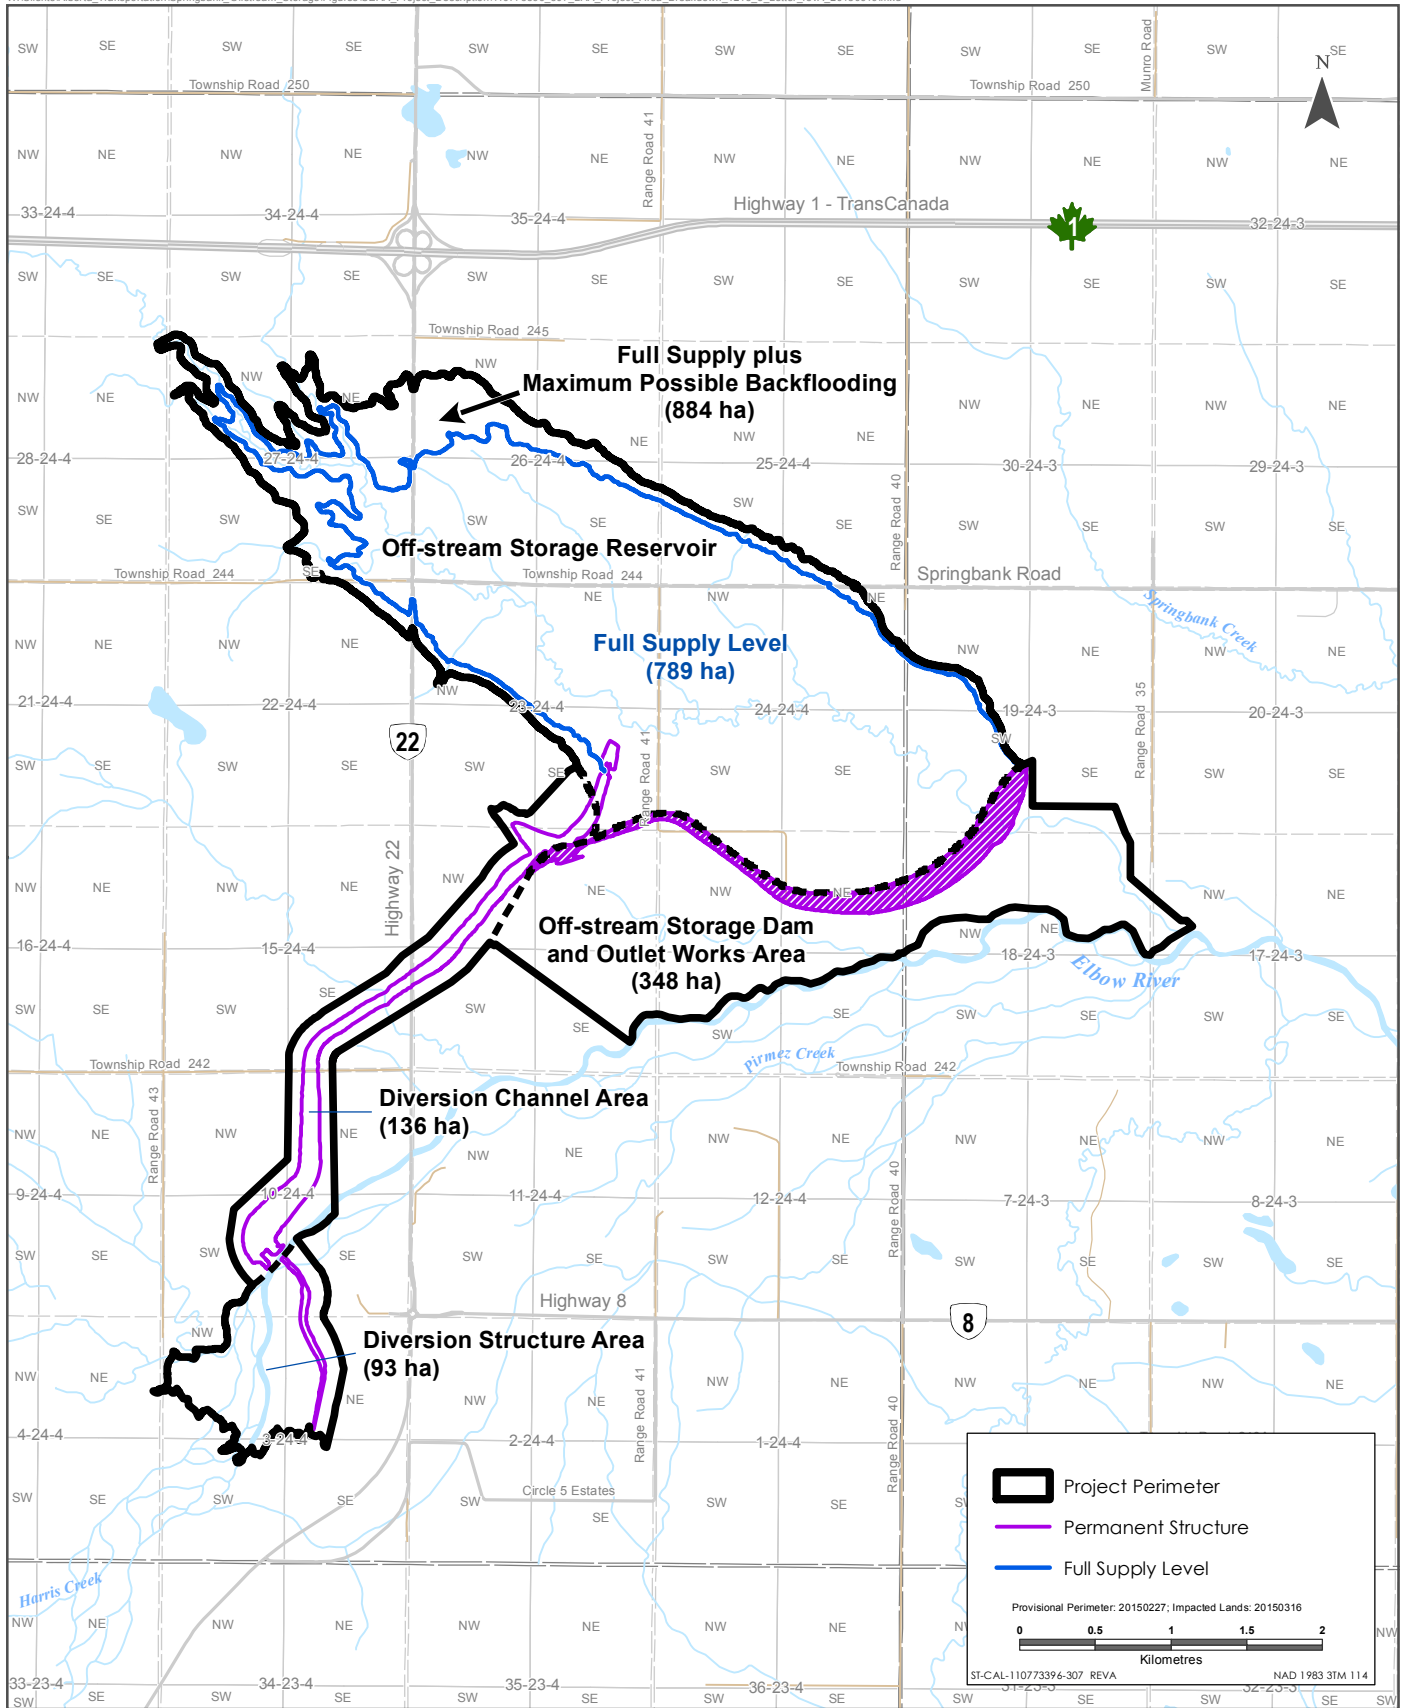 SW SE SW SE SW SE SW SE SW SE SW SE
N
Munro Road
Township Road 250
Township Road 250
Range Road 41
NW NE NW NE NW NE NW NE NW NE NW NE
Highway 1 - TransCanada
1
33-24-4 34-24-4 35-24-4 32-24-3
SW SE SW SE SW SE SW SE SW SE SW SE
Township Road 245
Full Supply plus
Maximum Possible Backflooding
(884 ha)
NW NE NW NE NW NE NW NE NW NE NW NE
28-24-4 27-24-4 26-24-4 25-24-4 30-24-3 29-24-3
Range Road 40
SW SE SW SE SW SE SW SE SW SE SW SE
Off-stream Storage Reservoir
Township Road 244
Township Road 244
Springbank Road
Springbank Creek
NW NE NW NE NW NE NW NE NW NE NW NE
Full Supply Level
(789 ha)
21-24-4 22-24-4 23-24-4 24-24-4 19-24-3 20-24-3
Range Road 35
22
Range Road 41
SW SE SW SE SW SE SW SE SW SE SW SE
Highway 22
NW NE NW NE NW NE NW NE NW NE NW NE
Off-stream Storage Dam
and Outlet Works Area
(348 ha)
16-24-4 15-24-4 18-24-3 17-24-3
Elbow River
SW SE SW SE SW SE SW SE SW SE SW SE
Pirmez Creek
Township Road 242
Township Road 242
Range Road 43
Diversion Channel Area
(136 ha)
NW NE NW NE NW NE NW NE NW NE NW NE
9-24-4 10-24-4 11-24-4 12-24-4 7-24-3 8-24-3
Range Road 40
SW SE SW SE SW SE SW SE SW SE SW SE
Highway 8
8
Diversion Structure Area
(93 ha)
NW NE NW NE NW NE NW NE NW NE NW NE
Range Road 41
Range Road 40
4-24-4 3-24-4 2-24-4 1-24-4
Circle 5 Estates
SW SE SW SE SW SE SW SE
Harris Creek
NW NE NW NE NW NE NW NE NW
33-23-4 34-23-4 35-23-4 36-23-4 31-23-3 32-23-3
SW SE SW SE SW SE SW SE SW SE SW SE SW
Project Perimeter
Permanent Structure
Full Supply Level
Provisional Perimeter: 20150227; Impacted Lands: 20150316
0 0.5 1 1.5 2
Kilometres
ST-CAL-110773396-307 REVA NAD 1983 3TM 114